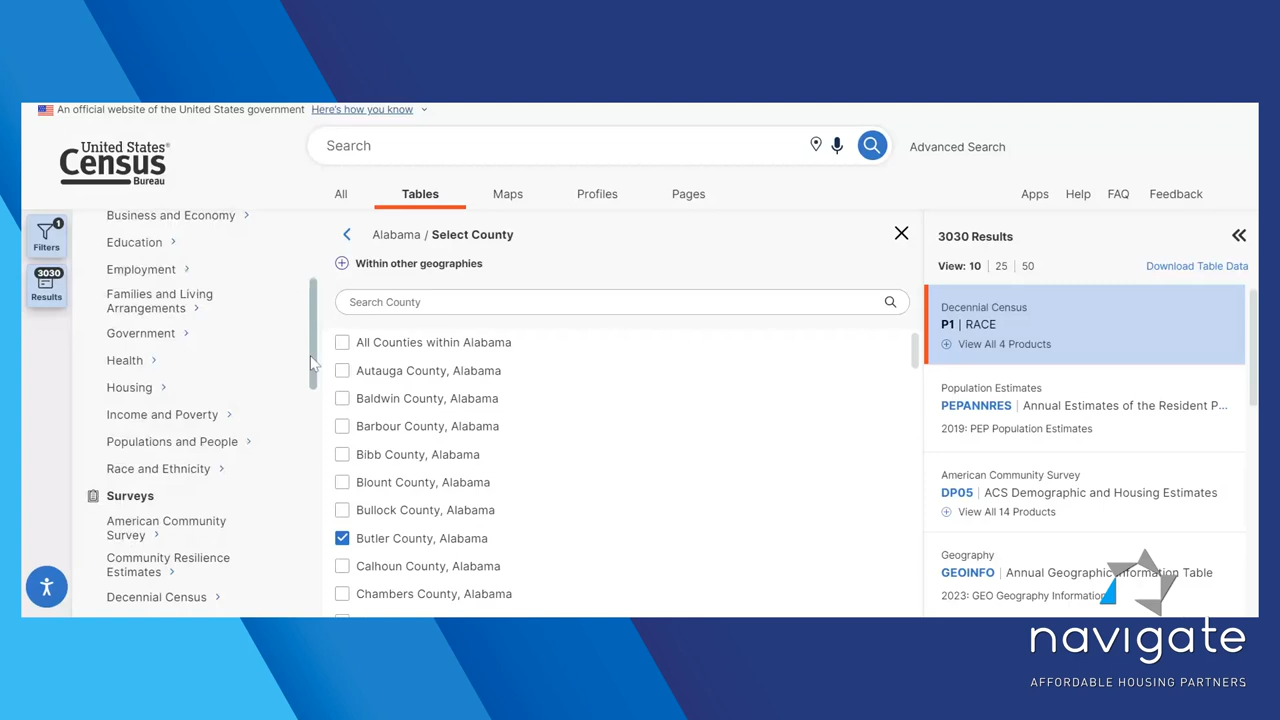 An official website of the United States government Here's how you know
United States®
Census
Bureau
Search
Advanced Search
All Tables Maps Profiles Pages
Apps Help FAQ Feedback
1
Filters
3030
Results
Business and Economy
Education
Employment
Families and Living
Arrangements
Government
Health
Housing
Income and Poverty
Populations and People
Race and Ethnicity
Surveys
American Community
Survey
Community Resilience
Estimates
Decennial Census
Alabama / Select County
Within other geographies
Search County
All Counties within Alabama
Autauga County, Alabama
Baldwin County, Alabama
Barbour County, Alabama
Bibb County, Alabama
Blount County, Alabama
Bullock County, Alabama
Butler County, Alabama
Calhoun County, Alabama
Chambers County, Alabama
3030 Results
View: 10 | 25 | 50 Download Table Data
Decennial Census
P1 | RACE
View All 4 Products
Population Estimates
PEPANNRES | Annual Estimates of the Resident P...
2019: PEP Population Estimates
American Community Survey
DP05 | ACS Demographic and Housing Estimates
View All 14 Products
Geography
GEOINFO | Annual Geographic Information Table
2023: GEO Geography Information
navigate
AFFORDABLE HOUSING PARTNERS